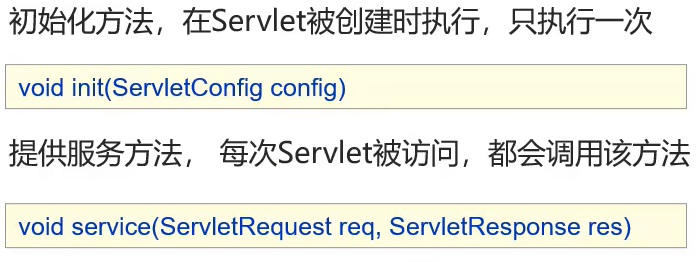 初始化方法，在Servlet被创建时执行，只执行一次
void init(ServletConfig config)
提供服务方法， 每次Servlet被访问，都会调用该方法
void service(ServletRequest req, ServletResponse res)